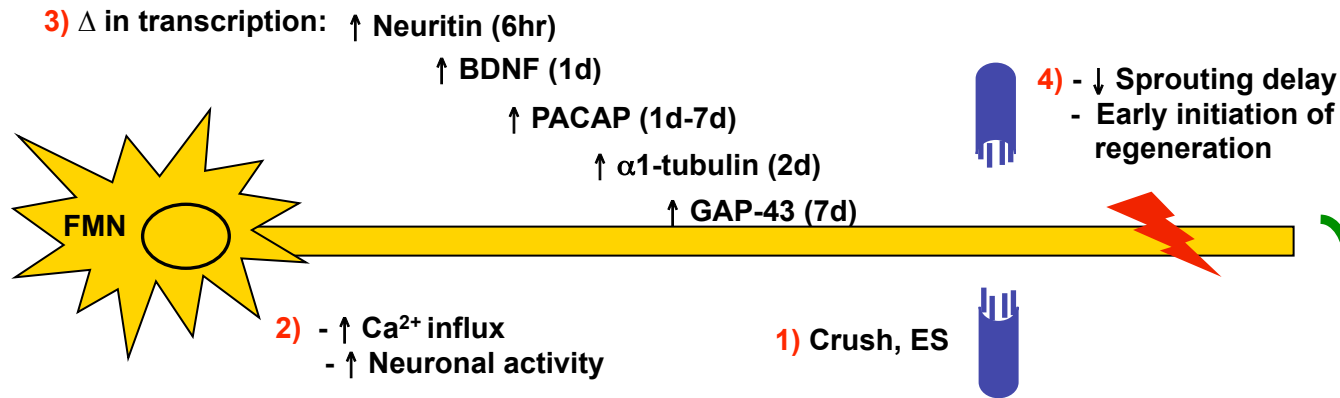 3) Δ in transcription: ↑ Neuritin (6hr)
↑ BDNF (1d)
↑ PACAP (1d-7d)
↑ α1-tubulin (2d)
↑ GAP-43 (7d)
4) - ↓ Sprouting delay
- Early initiation of
regeneration
FMN
2) - ↑ Ca²⁺ influx
- ↑ Neuronal activity
1) Crush, ES